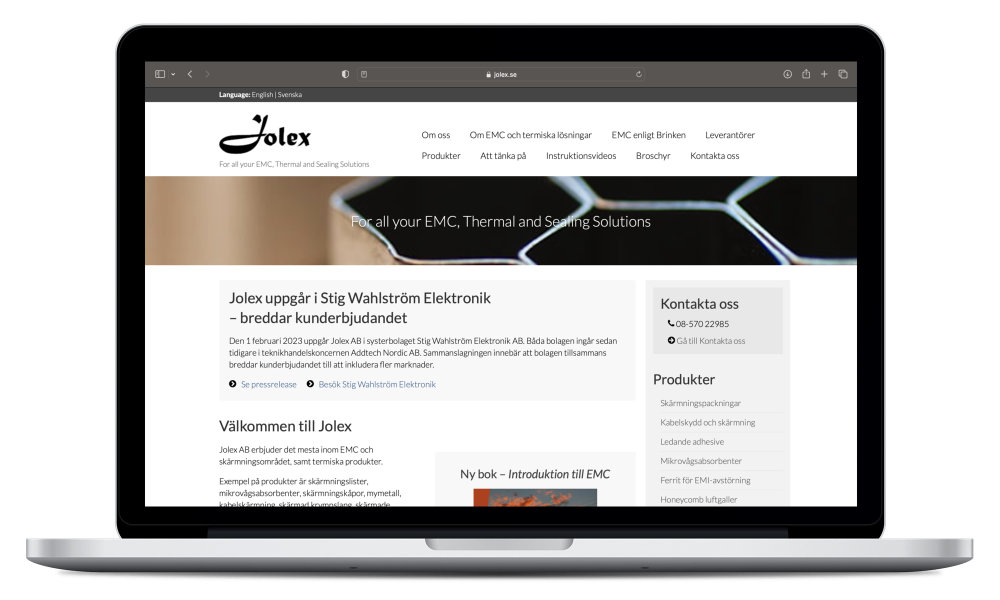 jolex.se
Language: English | Svenska
Jolex
For all your EMC, Thermal and Sealing Solutions
Om oss Om EMC och termiska lösningar EMC enligt Brinken Leverantörer
Produkter Att tänka på Instruktionsvideos Broschyr Kontakta oss
For all your EMC, Thermal and Sealing Solutions
Jolex uppgår i Stig Wahlström Elektronik
– breddar kunderbjudandet
Den 1 februari 2023 uppgår Jolex AB i systerbolaget Stig Wahlström Elektronik AB. Båda bolagen ingår sedan
tidigare i teknikhandelskoncernen Addtech Nordic AB. Sammanslagningen innebär att bolagen tillsammans
breddar kunderbjudandet till att inkludera fler marknader.
Se pressrelease Besök Stig Wahlström Elektronik
Välkommen till Jolex
Jolex AB erbjuder det mesta inom EMC och
skärmningsområdet, samt termiska produkter.
Exempel på produkter är skärmningslister,
mikrovågsabsorbenter, skärmningskåpor, mymetall,
kabelskärmning, skärmad krympslang, skärmade
Ny bok – Introduktion till EMC
Kontakta oss
08-570 22985
Gå till Kontakta oss
Produkter
Skärmningspackningar
Kabelskydd och skärmning
Ledande adhesive
Mikrovågsabsorbenter
Ferrit för EMI-avstörning
Honeycomb luftgaller